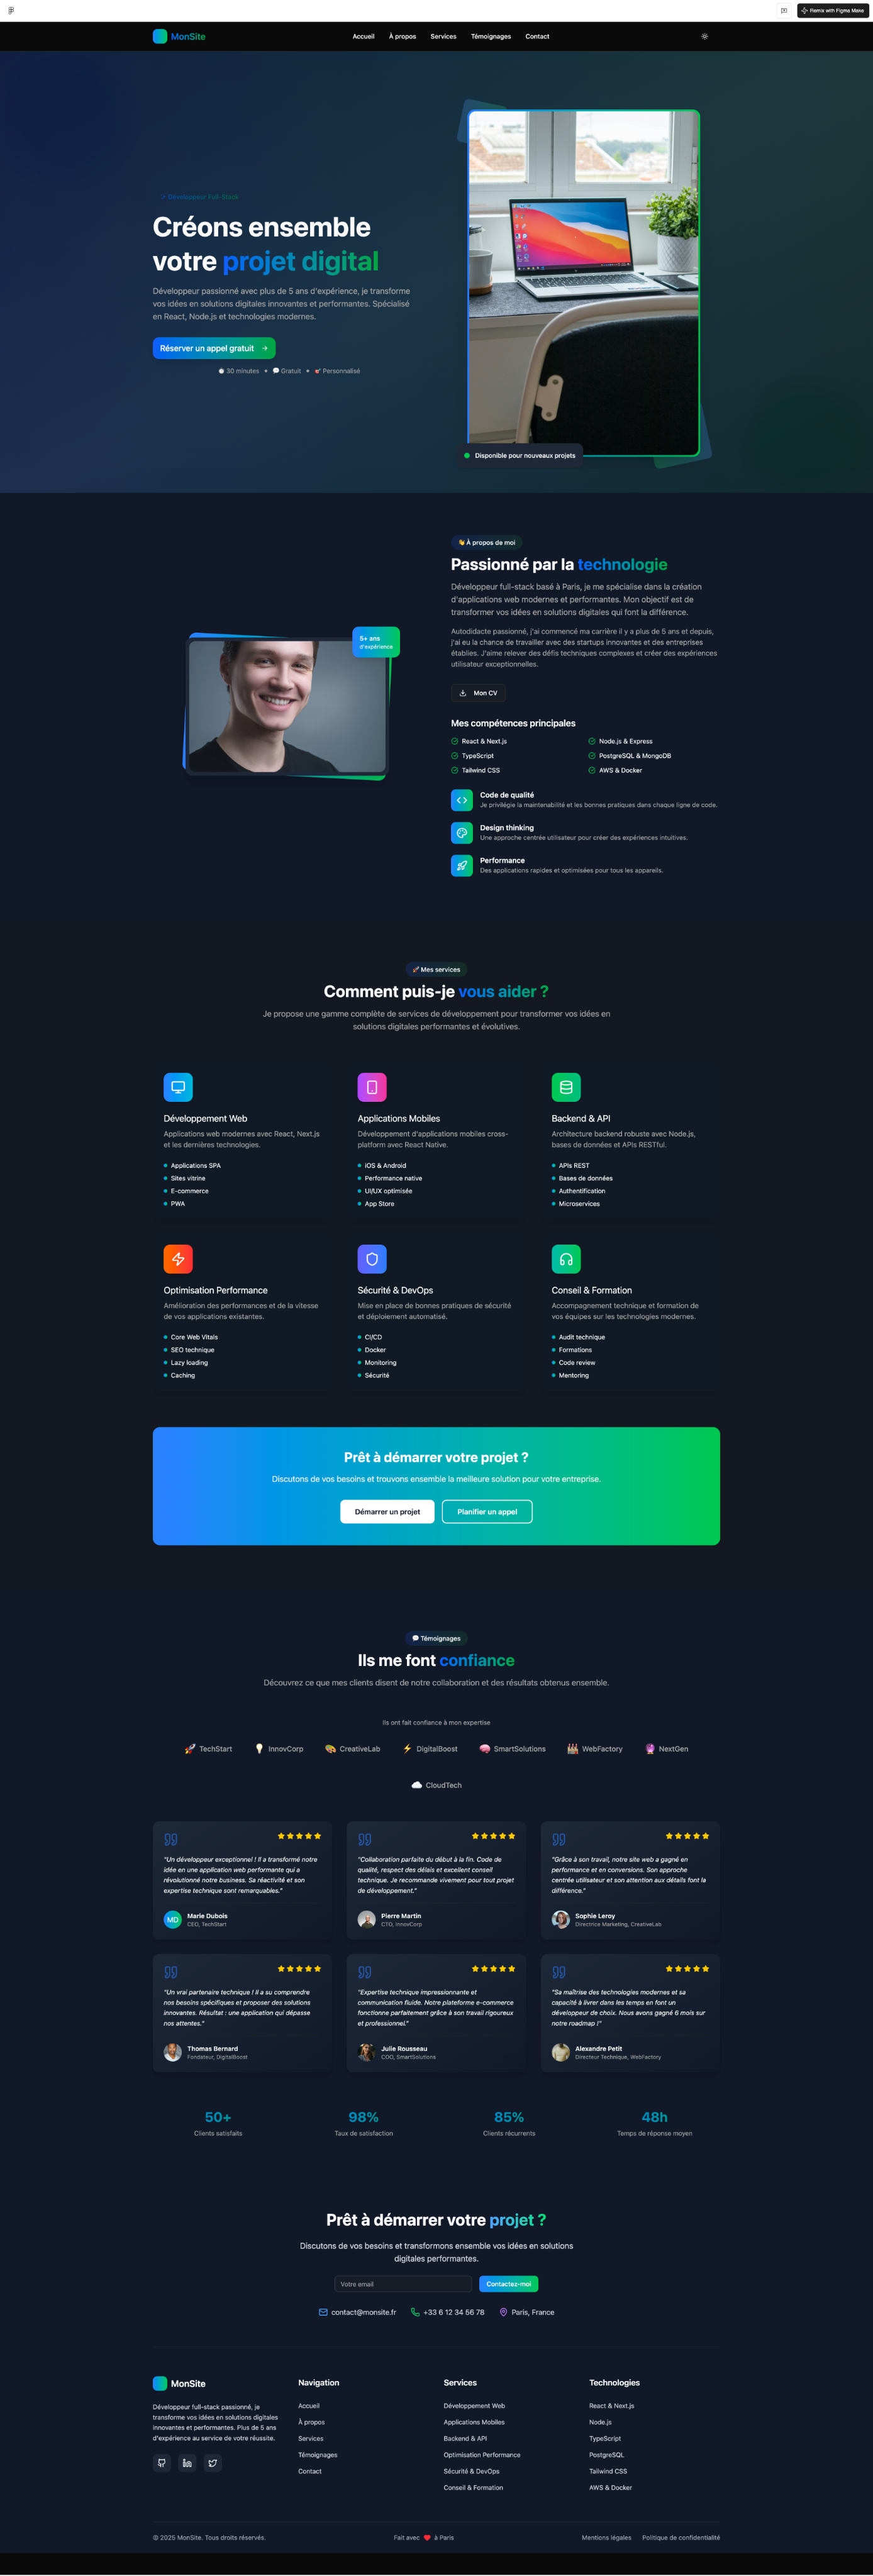 Remix with Figma Make
MonSite
Accueil
À propos
Services
Témoignages
Contact
Développeur Full-Stack
Créons ensemble
votre projet digital
Développeur passionné avec plus de 5 ans d'expérience, je transforme
vos idées en solutions digitales innovantes et performantes. Spécialisé
en React, Node.js et technologies modernes.
Réserver un appel gratuit →
30 minutes
Gratuit
Personnalisé
Disponible pour nouveaux projets
👋 À propos de moi
Passionné par la technologie
Développeur full-stack basé à Paris, je me spécialise dans la création
d'applications web modernes et performantes. Mon objectif est de
transformer vos idées en solutions digitales qui font la différence.
Autodidacte passionné, j'ai commencé ma carrière il y a plus de 5 ans et depuis,
j'ai eu la chance de travailler avec des startups innovantes et des entreprises
établies. J'aime relever des défis techniques complexes et créer des expériences
utilisateur exceptionnelles.
5+ ans
d'expérience
Mon CV
Mes compétences principales
React & Next.js
Node.js & Express
TypeScript
PostgreSQL & MongoDB
Tailwind CSS
AWS & Docker
Code de qualité
Je privilégie la maintenabilité et les bonnes pratiques dans chaque ligne de code.
Design thinking
Une approche centrée utilisateur pour créer des expériences intuitives.
Performance
Des applications rapides et optimisées pour tous les appareils.
🚀 Mes services
Comment puis-je vous aider ?
Je propose une gamme complète de services de développement pour transformer vos idées en
solutions digitales performantes et évolutives.
Développement Web
Applications web modernes avec React, Next.js
et les dernières technologies.
Applications SPA
Sites vitrine
E-commerce
PWA
Applications Mobiles
Développement d'applications mobiles cross-
platform avec React Native.
iOS & Android
Performance native
UI/UX optimisée
App Store
Backend & API
Architecture backend robuste avec Node.js,
bases de données et APIs RESTful.
APIs REST
Bases de données
Authentification
Microservices
Optimisation Performance
Amélioration des performances et de la vitesse
de vos applications existantes.
Core Web Vitals
SEO technique
Lazy loading
Caching
Sécurité & DevOps
Mise en place de bonnes pratiques de sécurité
et déploiement automatisé.
CI/CD
Docker
Monitoring
Sécurité
Conseil & Formation
Accompagnement technique et formation de
vos équipes sur les technologies modernes.
Audit technique
Formations
Code review
Mentoring
Prêt à démarrer votre projet ?
Discutons de vos besoins et trouvons ensemble la meilleure solution pour votre entreprise.
Démarrer un projet
Planifier un appel
💬 Témoignages
Ils me font confiance
Découvrez ce que mes clients disent de notre collaboration et des résultats obtenus ensemble.
Ils ont fait confiance à mon expertise
🚀 TechStart
💡 InnovCorp
🎨 CreativeLab
⚡ DigitalBoost
🧠 SmartSolutions
🏭 WebFactory
🔮 NextGen
☁️ CloudTech
"Un développeur exceptionnel ! Il a transformé notre
idée en une application web performante qui a
révolutionné notre business. Sa réactivité et son
expertise technique sont remarquables."
MD
Marie Dubois
CEO, TechStart
"Collaboration parfaite du début à la fin. Code de
qualité, respect des délais et excellent conseil
technique. Je recommande vivement pour tout projet
de développement."
Pierre Martin
CTO, InnovCorp
"Grâce à son travail, notre site web a gagné en
performance et en conversions. Son approche
centrée utilisateur et son attention aux détails font la
différence."
Sophie Leroy
Directrice Marketing, CreativeLab
"Un vrai partenaire technique ! Il a su comprendre
nos besoins spécifiques et proposer des solutions
innovantes. Résultat : une application qui dépasse
nos attentes."
Thomas Bernard
Fondateur, DigitalBoost
"Expertise technique impressionnante et
communication fluide. Notre plateforme e-commerce
fonctionne parfaitement grâce à son travail rigoureux
et professionnel."
Julie Rousseau
COO, SmartSolutions
"Sa maîtrise des technologies modernes et sa
capacité à livrer dans les temps en font un
développeur de choix. Nous avons gagné 6 mois sur
notre roadmap !"
Alexandre Petit
Directeur Technique, WebFactory
50+
Clients satisfaits
98%
Taux de satisfaction
85%
Clients récurrents
48h
Temps de réponse moyen
Prêt à démarrer votre projet ?
Discutons de vos besoins et transformons ensemble vos idées en solutions
digitales performantes.
Votre email
Contactez-moi
contact@monsite.fr
+33 6 12 34 56 78
Paris, France
MonSite
Développeur full-stack passionné, je
transforme vos idées en solutions digitales
innovantes et performantes. Plus de 5 ans
d'expérience au service de votre réussite.
Navigation
Accueil
À propos
Services
Témoignages
Contact
Services
Développement Web
Applications Mobiles
Backend & API
Optimisation Performance
Sécurité & DevOps
Conseil & Formation
Technologies
React & Next.js
Node.js
TypeScript
PostgreSQL
Tailwind CSS
AWS & Docker
© 2025 MonSite. Tous droits réservés.
Fait avec ❤️ à Paris
Mentions légales
Politique de confidentialité